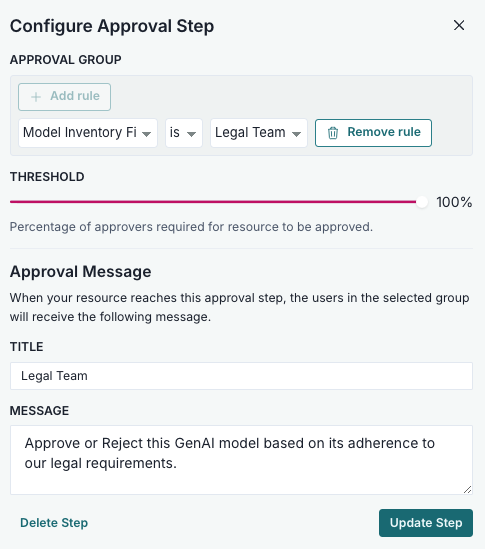 Configure Approval Step
APPROVAL GROUP
Add rule
Model Inventory Fi is Legal Team Remove rule
THRESHOLD
100%
Percentage of approvers required for resource to be approved.
Approval Message
When your resource reaches this approval step, the users in the selected group
will receive the following message.
TITLE
Legal Team
MESSAGE
Approve or Reject this GenAI model based on its adherence to
our legal requirements.
Delete Step Update Step